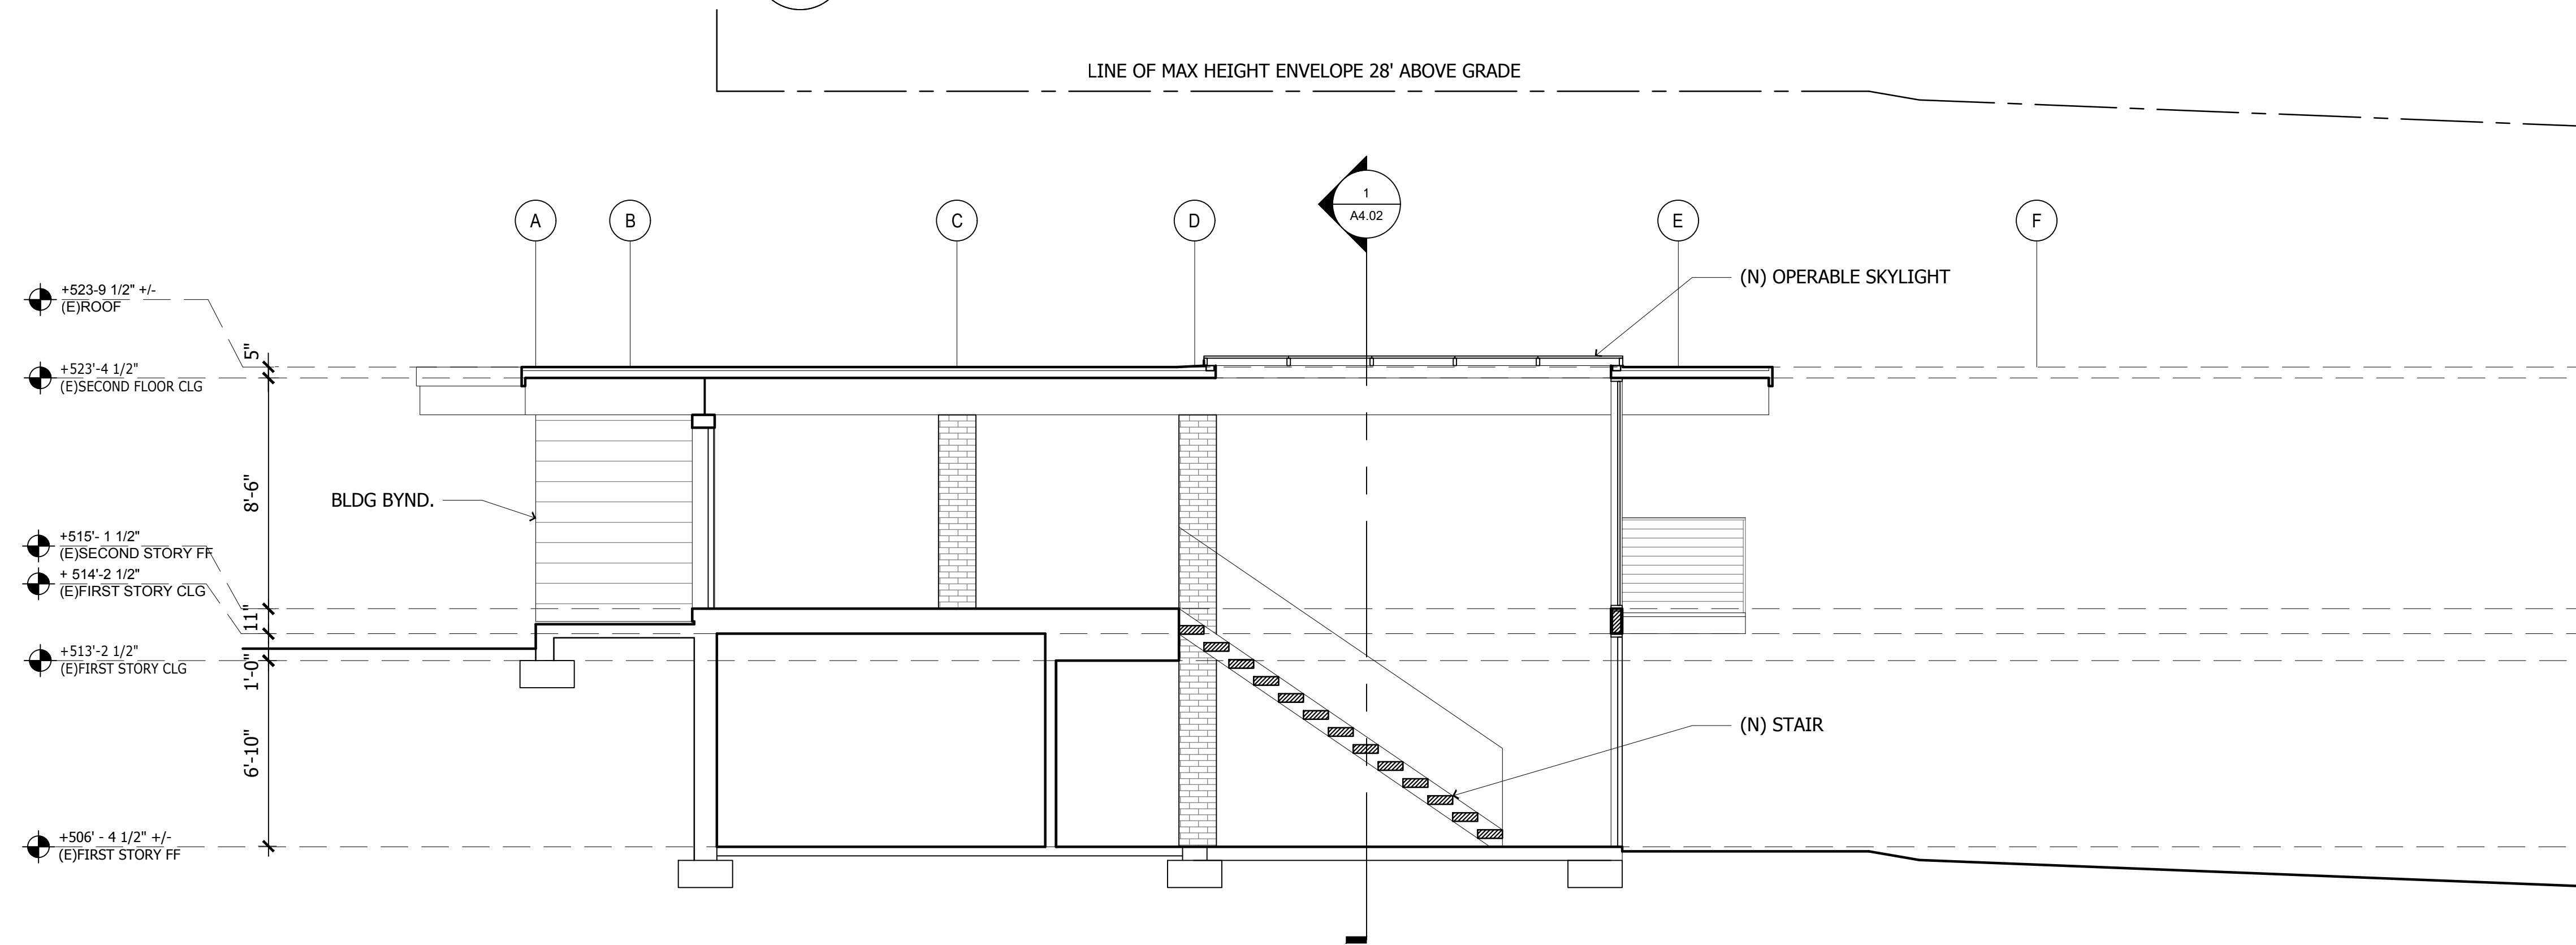 LINE OF MAX HEIGHT ENVELOPE 28' ABOVE GRADE
1
A4.02
A
B
C
D
E
F
(N) OPERABLE SKYLIGHT
+523-9 1/2" +/-
(E)ROOF
5"
+523'-4 1/2"
(E)SECOND FLOOR CLG
8'-6"
BLDG BYND.
+515'- 1 1/2"
(E)SECOND STORY FF
+ 514'-2 1/2"
(E)FIRST STORY CLG
11"
+513'-2 1/2"
(E)FIRST STORY CLG
1'-0"
(N) STAIR
6'-10"
+506' - 4 1/2" +/-
(E)FIRST STORY FF